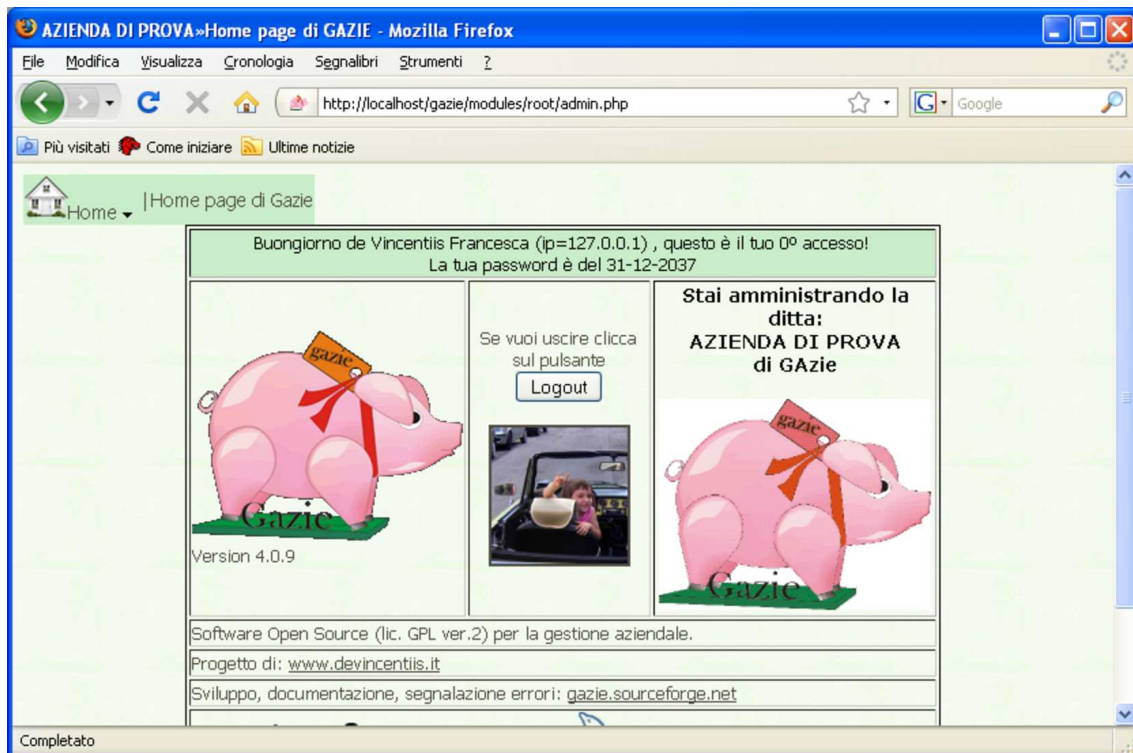 AZIENDA DI PROVA»Home page di GAZIE - Mozilla Firefox
File Modifica Visualizza Cronologia Segnalibri Strumenti ?
http://localhost/gazie/modules/root/admin.php
G Google
Più visitati Come iniziare Ultime notizie
Home |Home page di Gazie
Buongiorno de Vincentiis Francesca (ip=127.0.0.1) , questo è il tuo 0º accesso!
La tua password è del 31-12-2037
gazie
Gazie
Version 4.0.9
Se vuoi uscire clicca
sul pulsante
Logout
Stai amministrando la
ditta:
AZIENDA DI PROVA
di GAzie
gazie
Gazie
Software Open Source (lic. GPL ver.2) per la gestione aziendale.
Progetto di: www.devincentiis.it
Sviluppo, documentazione, segnalazione errori: gazie.sourceforge.net
Completato